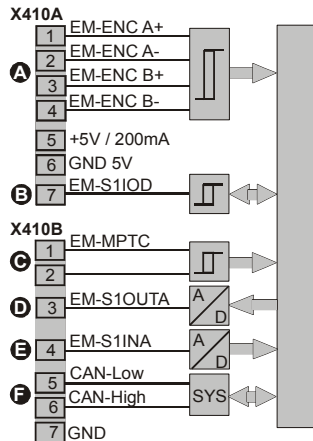 X410A
1 EM-ENC A+
2 EM-ENC A-
A
3 EM-ENC B+
4 EM-ENC B-
5 +5V / 200mA
6 GND 5V
B 7 EM-S1IOD
X410B
1 EM-MPTC
C
2
D 3 EM-S1OUTA A D
E 4 EM-S1INA A D
5 CAN-Low
F SYS
6 CAN-High
7 GND